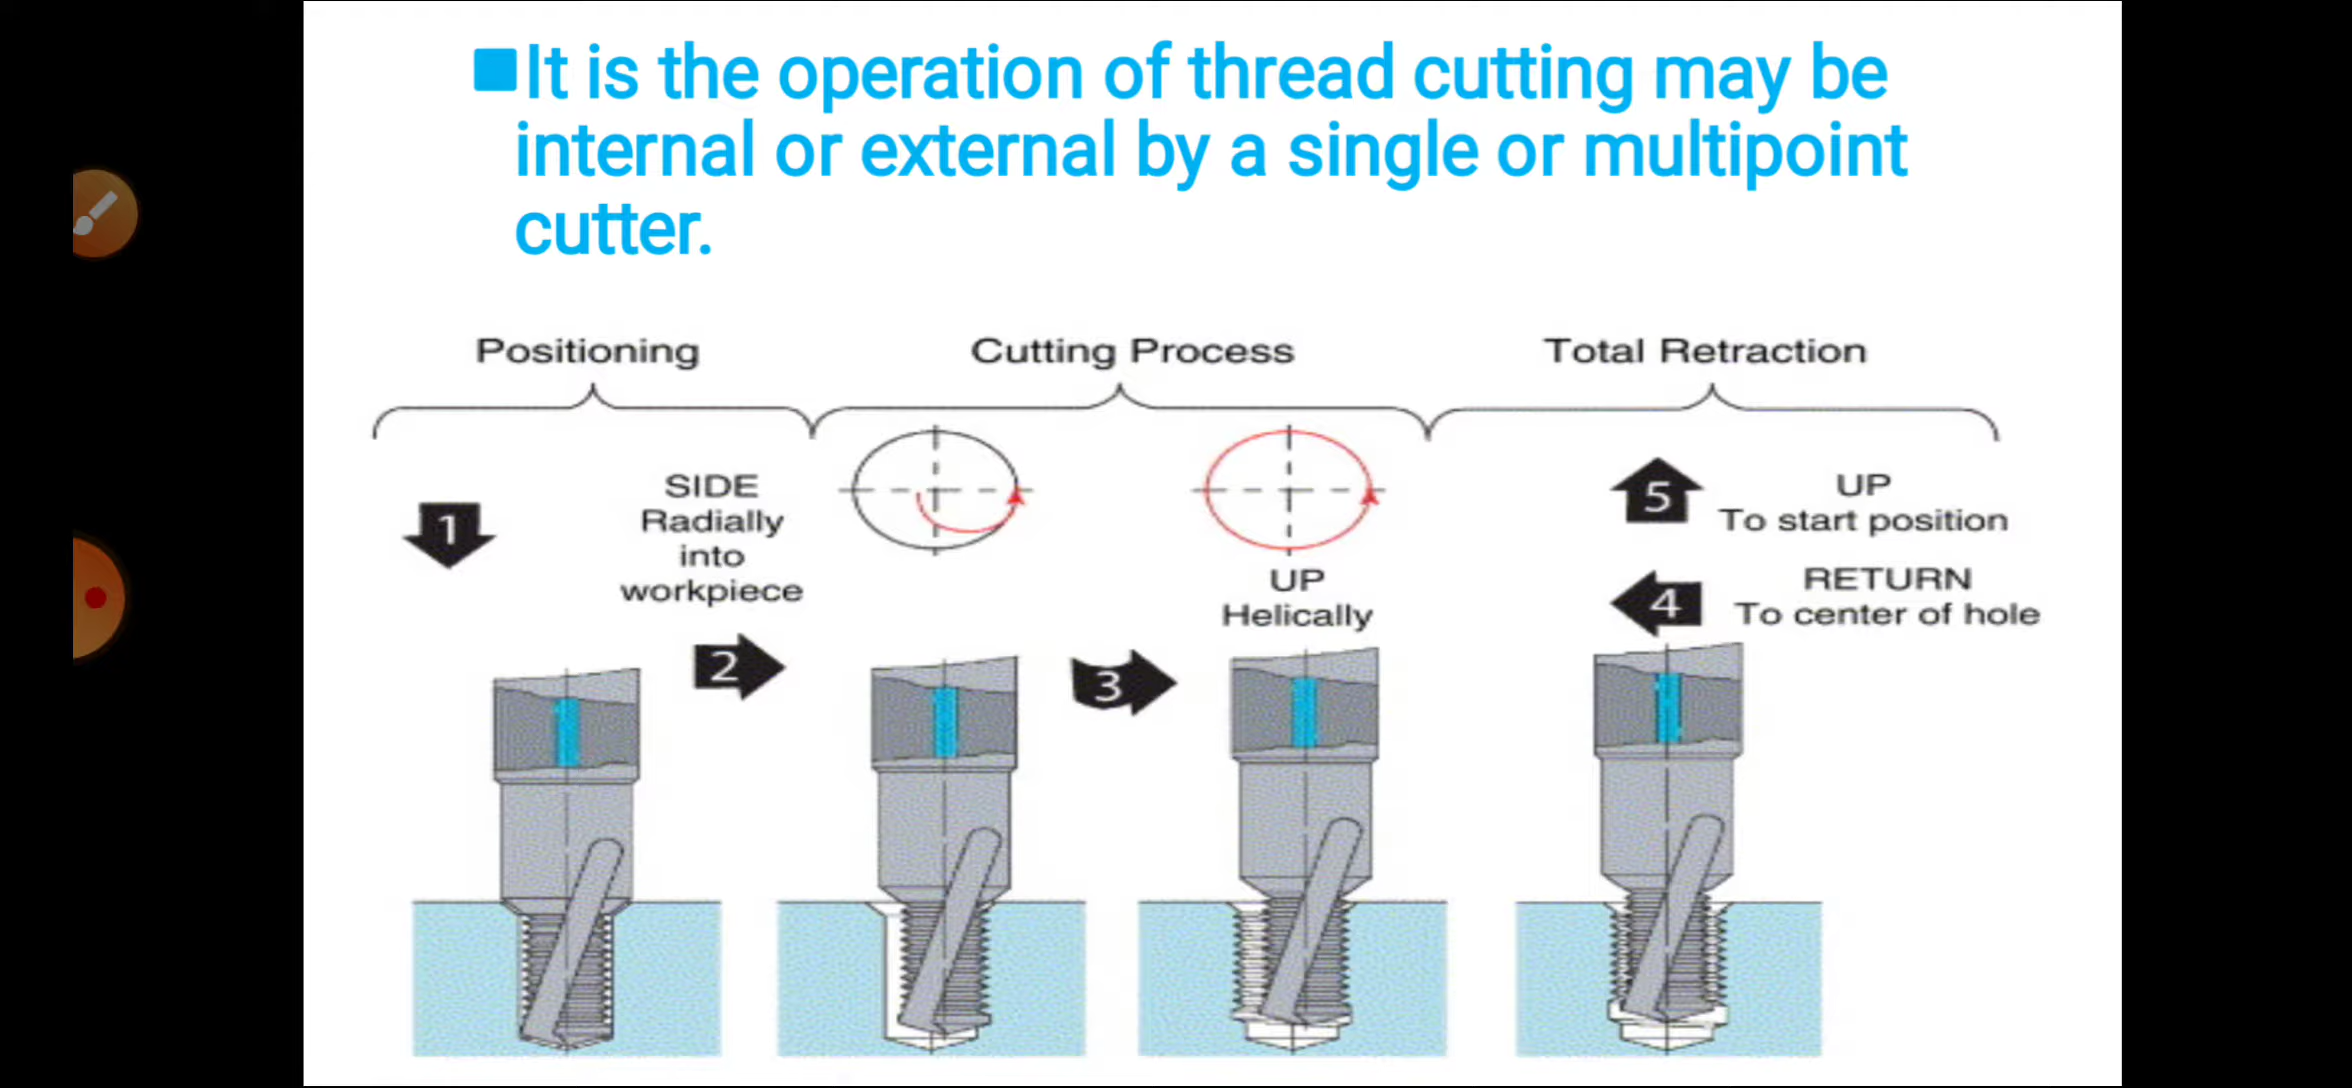 It is the operation of thread cutting may be
internal or external by a single or multipoint
cutter.
Positioning
Cutting Process
Total Retraction
1
SIDE
Radially
into
workpiece
2
3
UP
Helically
5
UP
To start position
4
RETURN
To center of hole